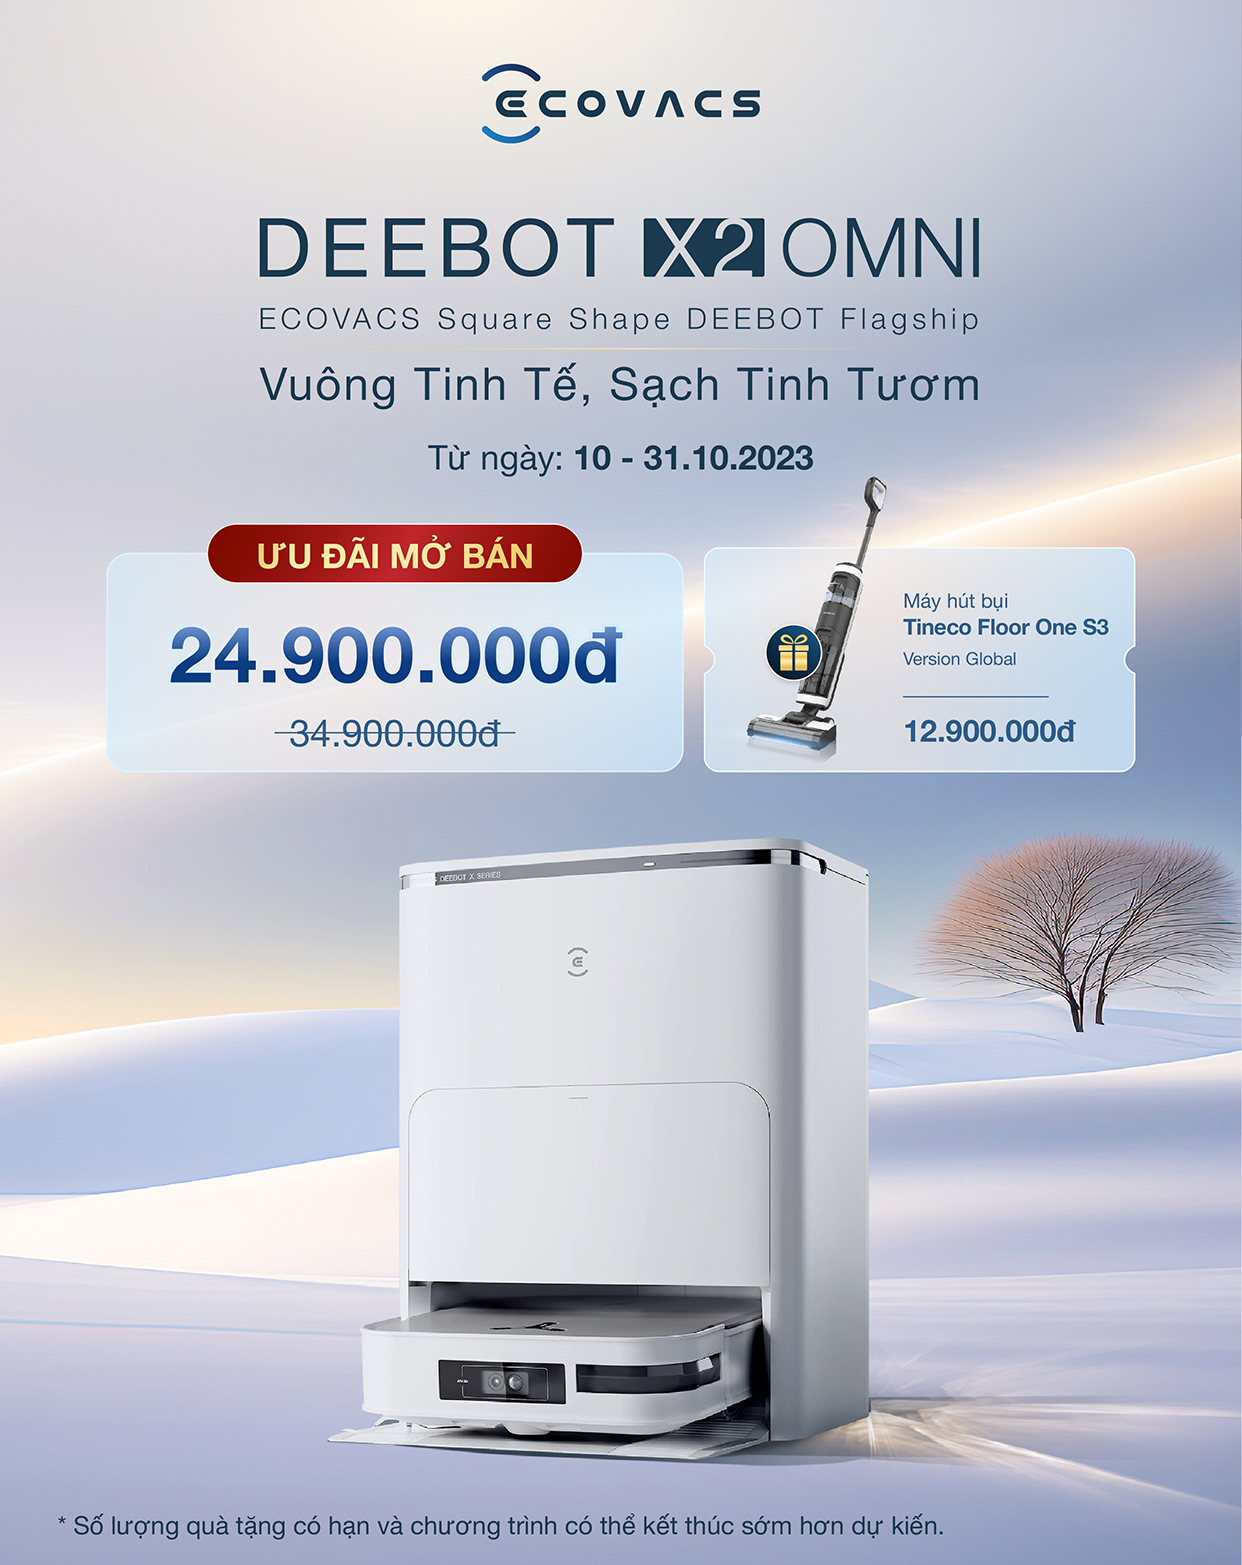 ECOVACS
DEEBOT X2 OMNI
ECOVACS Square Shape DEEBOT Flagship
Vuông Tinh Tế, Sạch Tinh Tươm
Từ ngày: 10 - 31.10.2023
ƯU ĐÃI MỞ BÁN
24.900.000đ
34.900.000đ
Máy hút bụi
Tineco Floor One S3
Version Global
12.900.000đ
DEEBOT X SERIES
* Số lượng quà tặng có hạn và chương trình có thể kết thúc sớm hơn dự kiến.